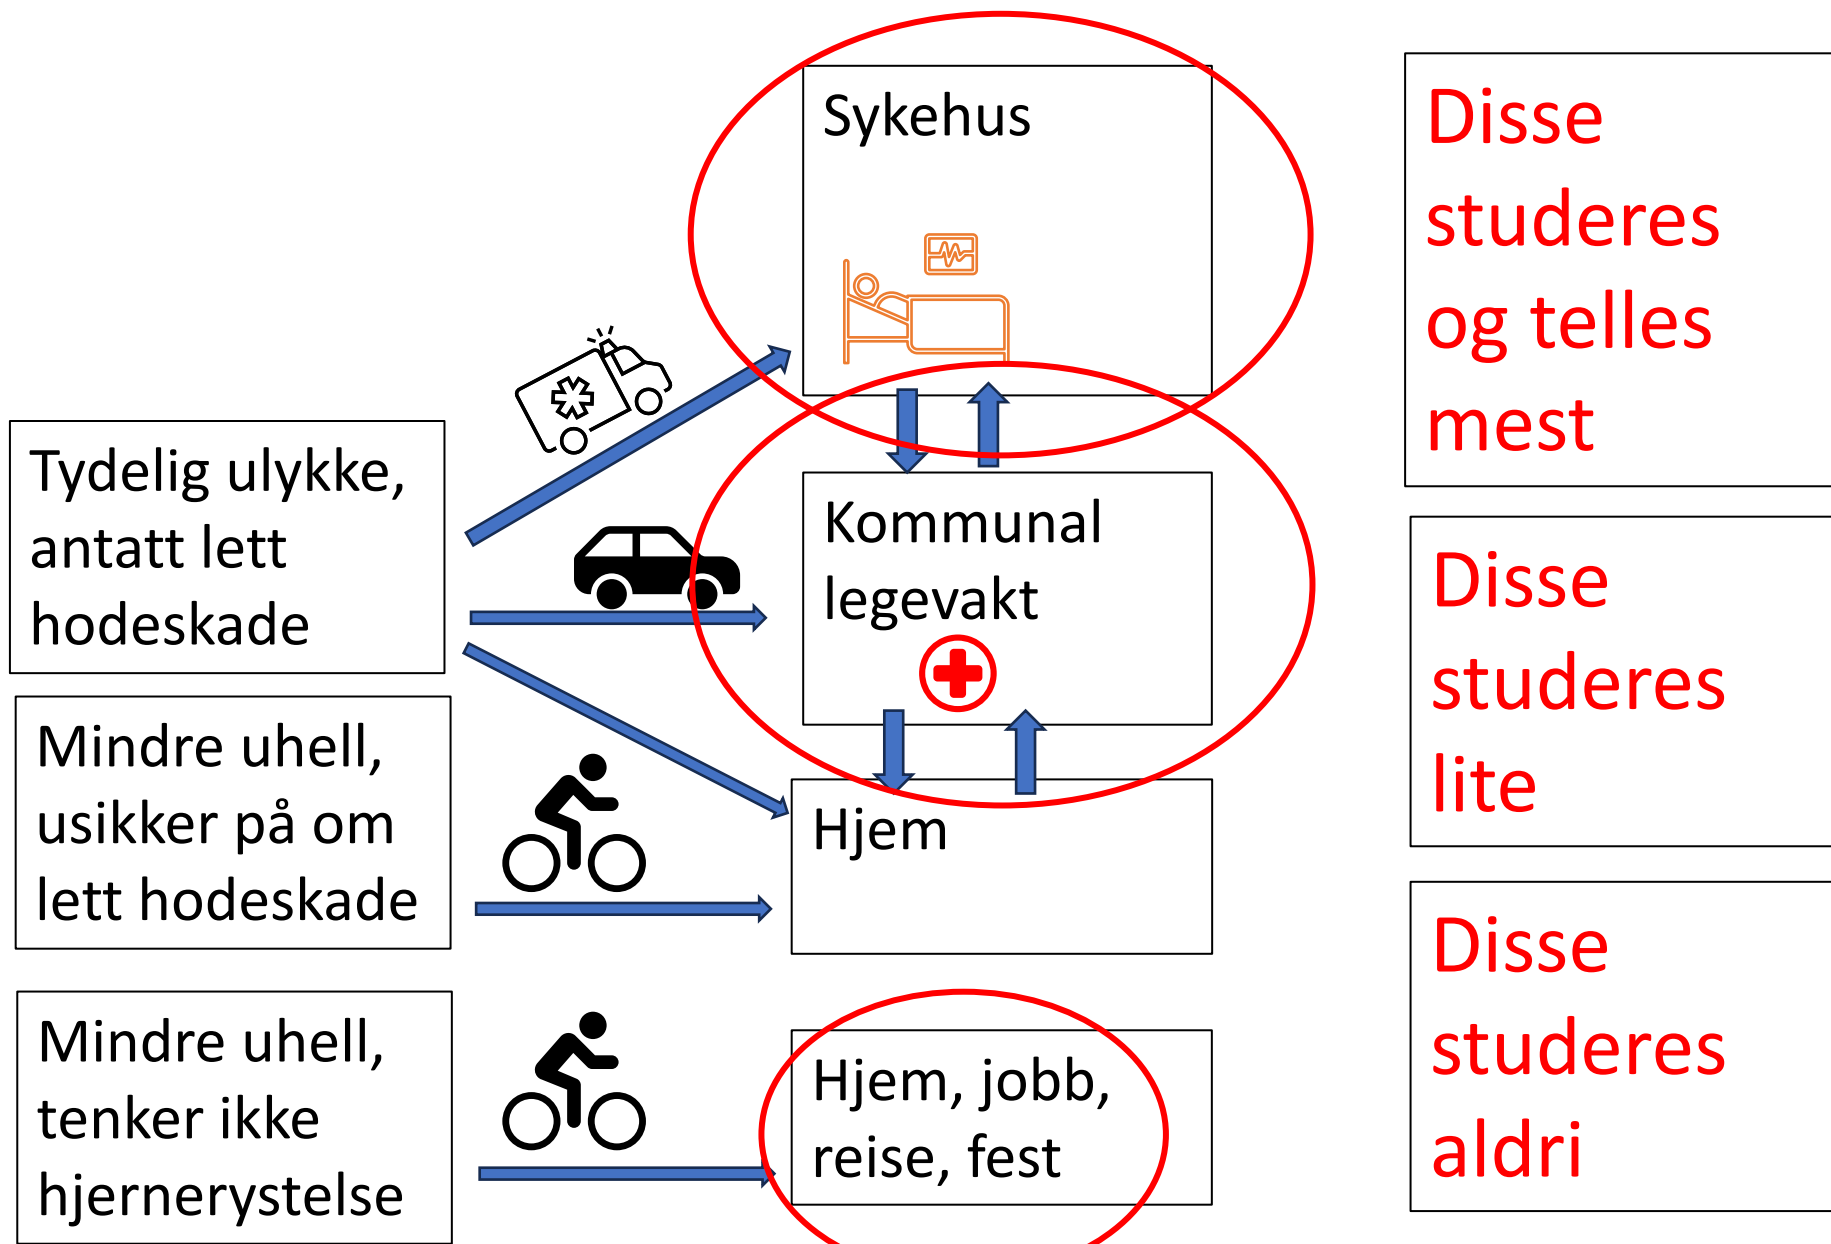 Sykehus
Disse
studeres
og telles
mest
Tydelig ulykke,
antatt lett
hodeskade
Kommunal
legevakt
Disse
studeres
lite
Mindre uhell,
usikker på om
lett hodeskade
Hjem
Disse
studeres
aldri
Mindre uhell,
tenker ikke
hjernerystelse
Hjem, jobb,
reise, fest